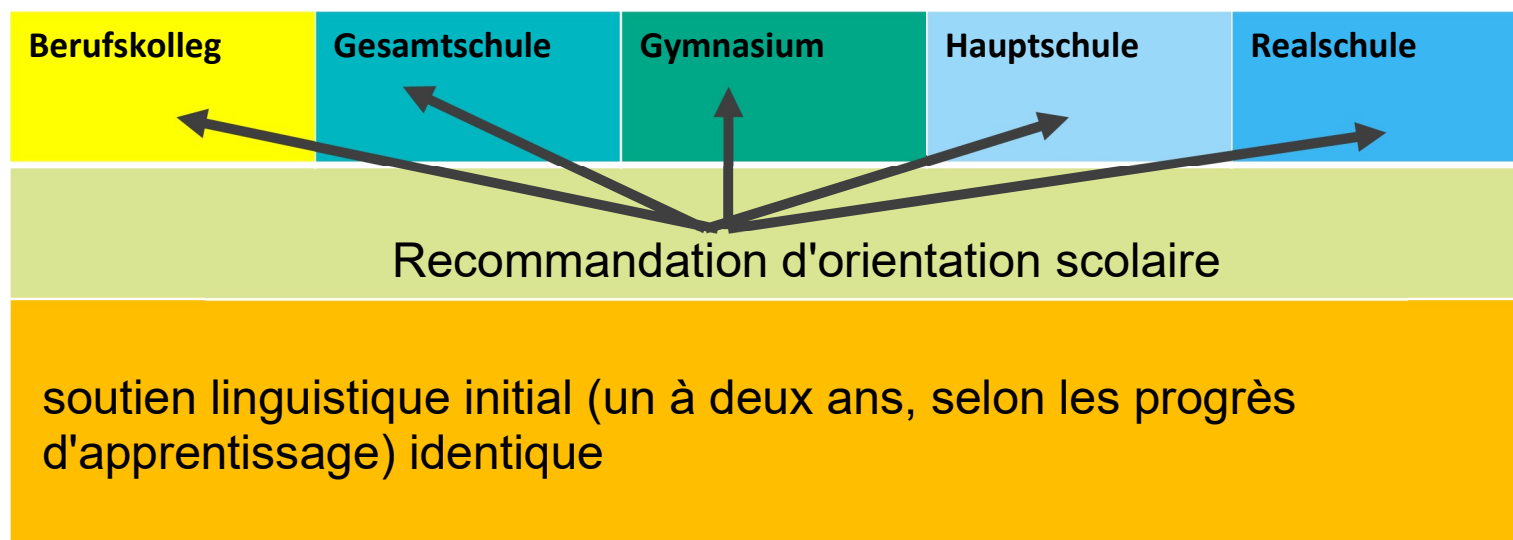 Berufskolleg Gesamtschule Gymnasium Hauptschule Realschule
Recommandation d'orientation scolaire
soutien linguistique initial (un à deux ans, selon les progrès
d'apprentissage) identique